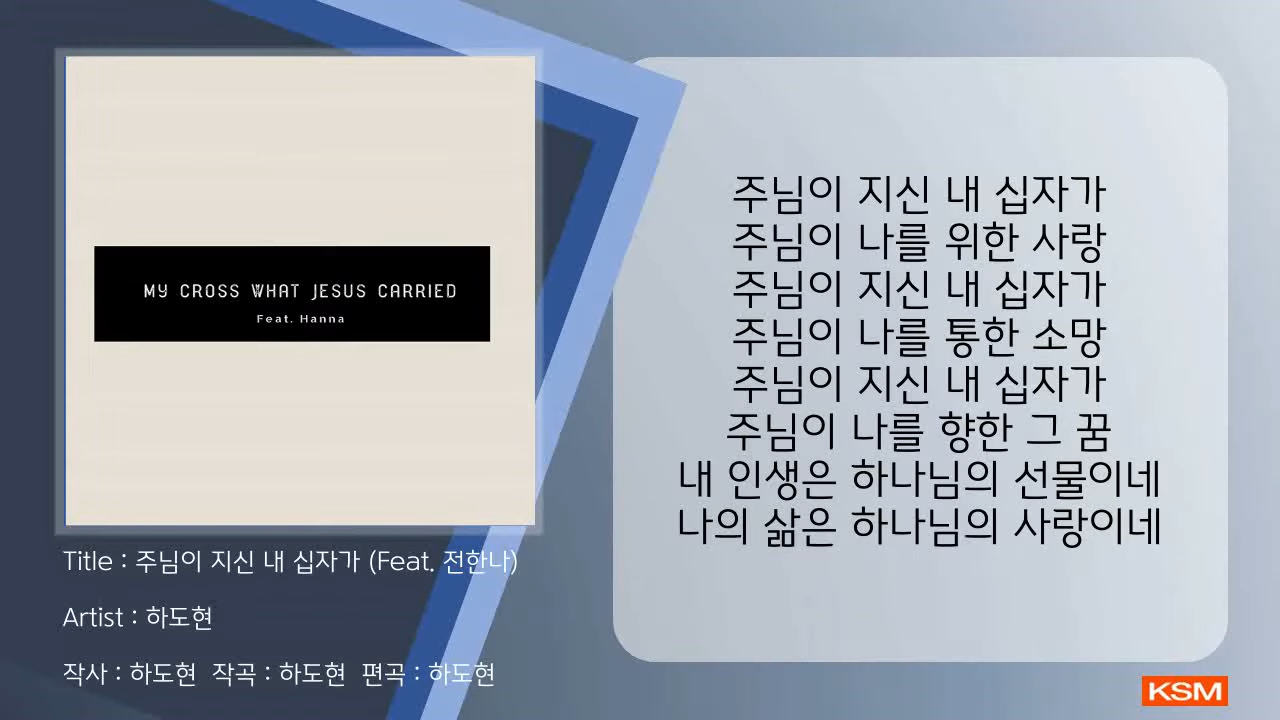 MY CROSS WHAT JESUS CARRIED
Feat. Hanna
Title : 주님이 지신 내 십자가 (Feat. 전한나)
Artist : 하도현
작사 : 하도현 작곡 : 하도현 편곡 : 하도현
주님이 지신 내 십자가
주님이 나를 위한 사랑
주님이 지신 내 십자가
주님이 나를 통한 소망
주님이 지신 내 십자가
주님이 나를 향한 그 꿈
내 인생은 하나님의 선물이네
나의 삶은 하나님의 사랑이네
KSM